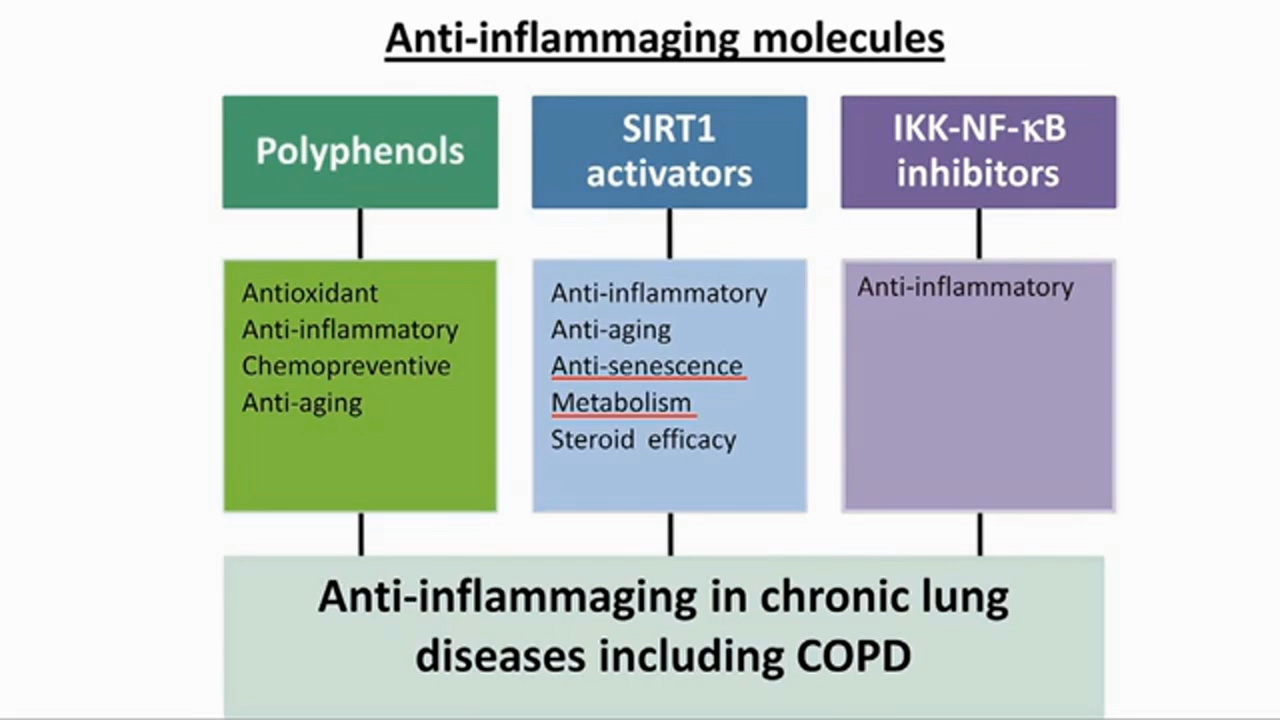 Anti-inflammaging molecules
Polyphenols
SIRT1
activators
IKK-NF-κB
inhibitors
Antioxidant
Anti-inflammatory
Chemopreventive
Anti-aging
Anti-inflammatory
Anti-aging
Anti-senescence
Metabolism
Steroid efficacy
Anti-inflammatory
Anti-inflammaging in chronic lung
diseases including COPD